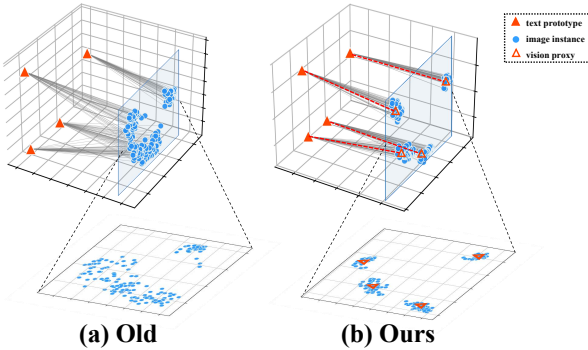 text prototype
image instance
vision proxy
(a) Old
(b) Ours